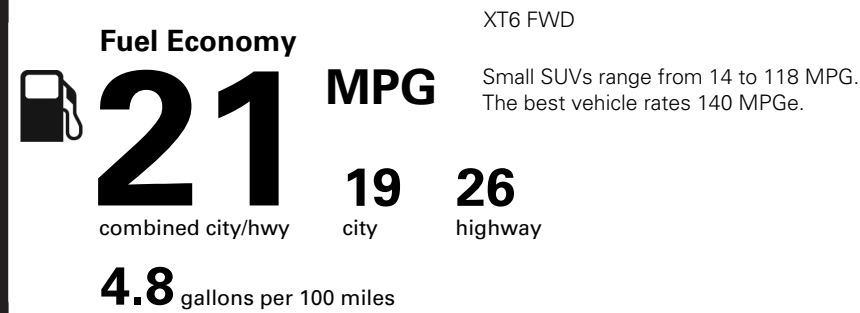 XT6 FWD
Fuel Economy
21 MPG
Small SUVs range from 14 to 118 MPG.
The best vehicle rates 140 MPGe.
19 26
combined city/hwy city highway
4.8 gallons per 100 miles